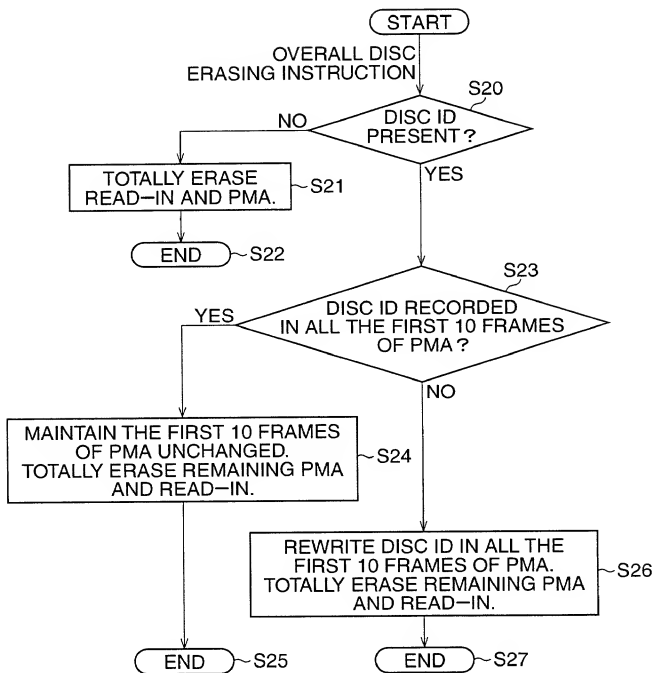 START
OVERALL DISC
ERASING INSTRUCTION
S20
DISC ID
PRESENT?
NO
YES
TOTALLY ERASE
READ-IN AND PMA.
S21
END
S22
S23
DISC ID RECORDED
IN ALL THE FIRST 10 FRAMES
OF PMA?
YES
NO
MAINTAIN THE FIRST 10 FRAMES
OF PMA UNCHANGED.
TOTALLY ERASE REMAINING PMA
AND READ-IN.
S24
REWRITE DISC ID IN ALL THE
FIRST 10 FRAMES OF PMA.
TOTALLY ERASE REMAINING PMA
AND READ-IN.
S26
END
S25
END
S27